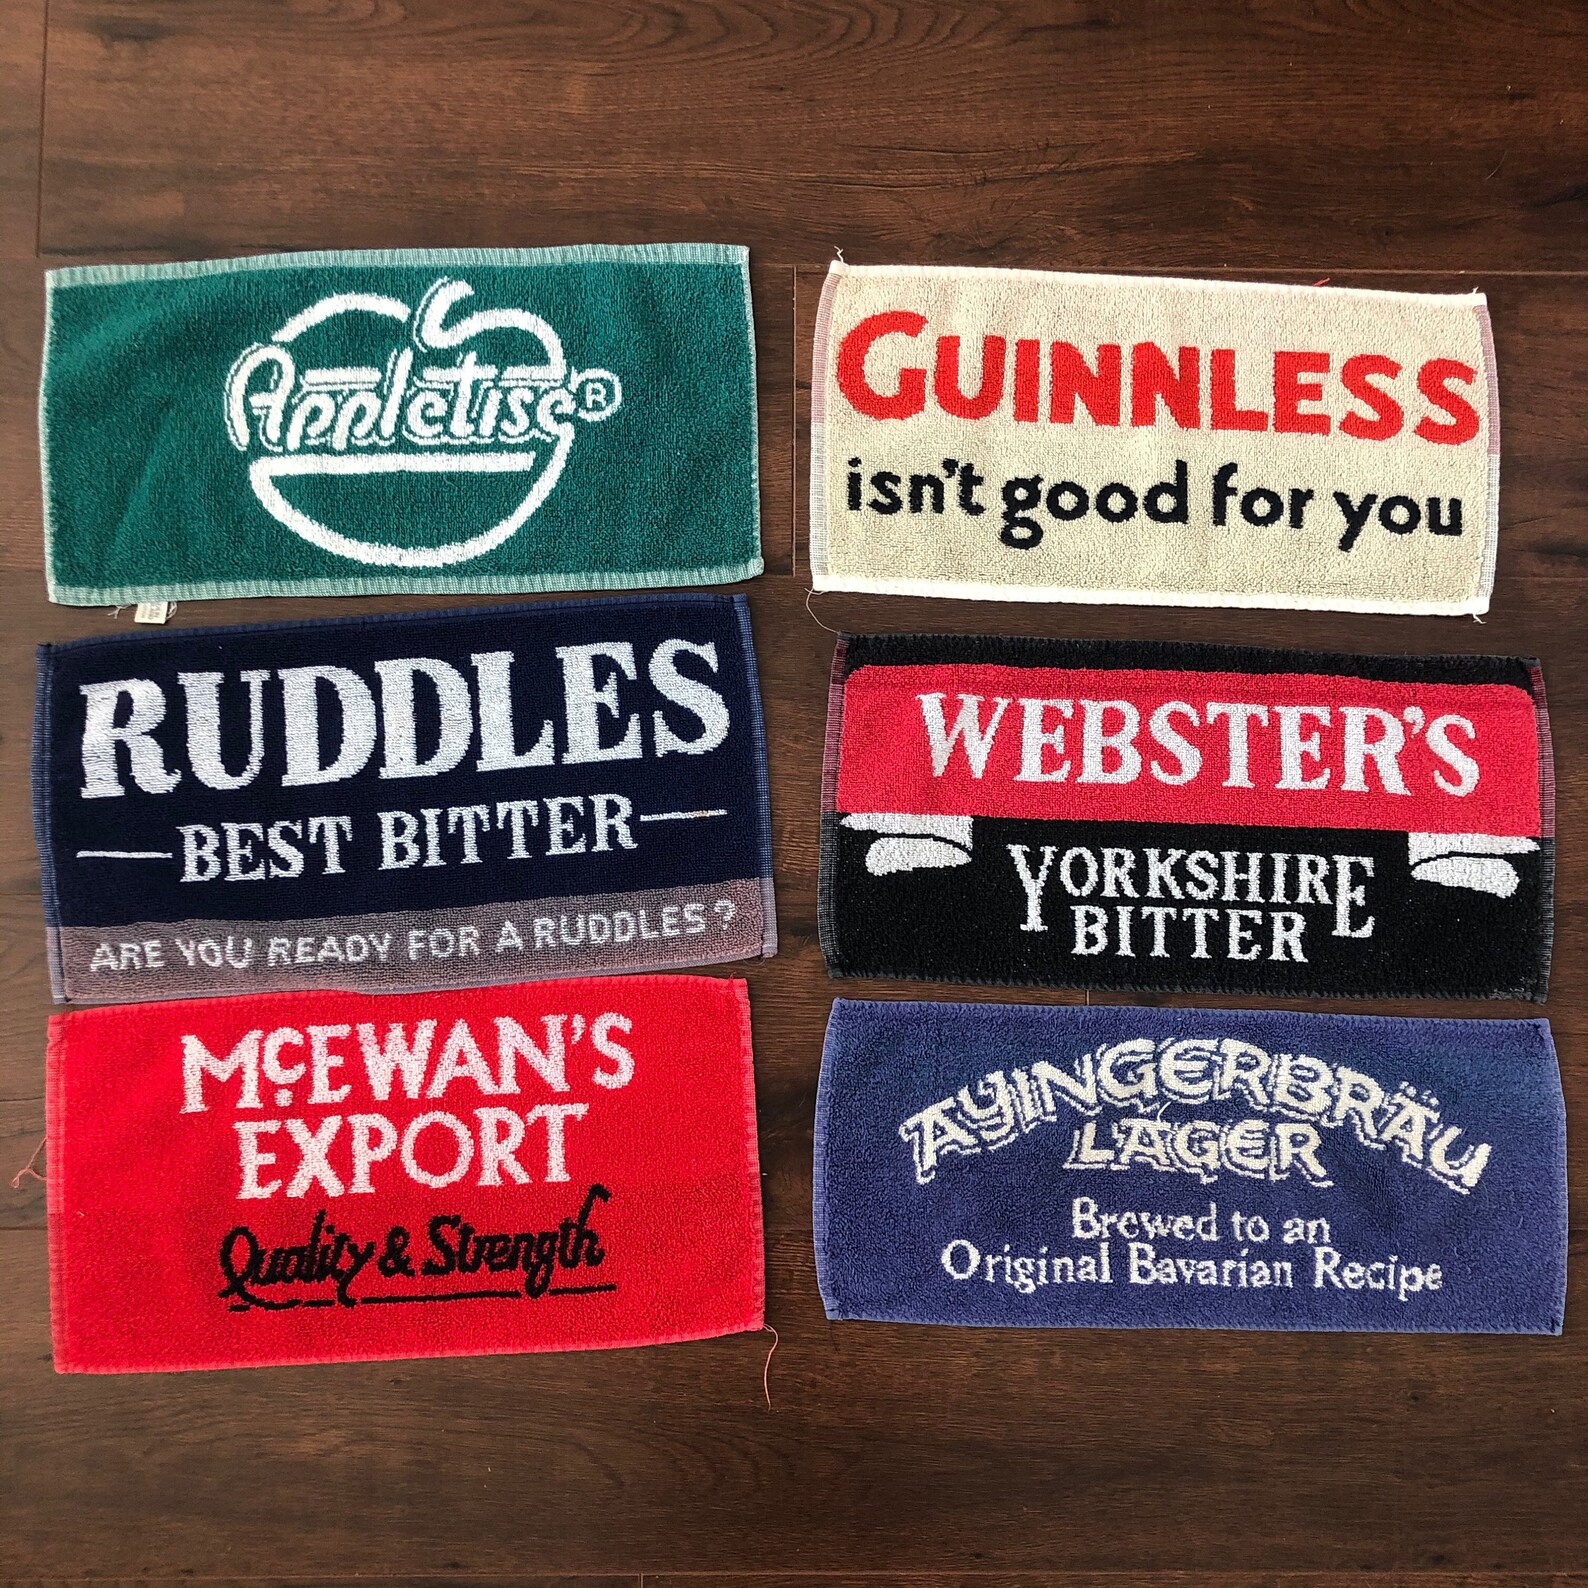 Appletise®
GUINNLESS
isn't good for you
RUDDLES
BEST BITTER
ARE YOU READY FOR A RUDDLES?
WEBSTER'S
YORKSHIRE
BITTER
McEWAN'S
EXPORT
Quality & Strength
AYINGERBRÄU
LAGER
Brewed to an
Original Bavarian Recipe